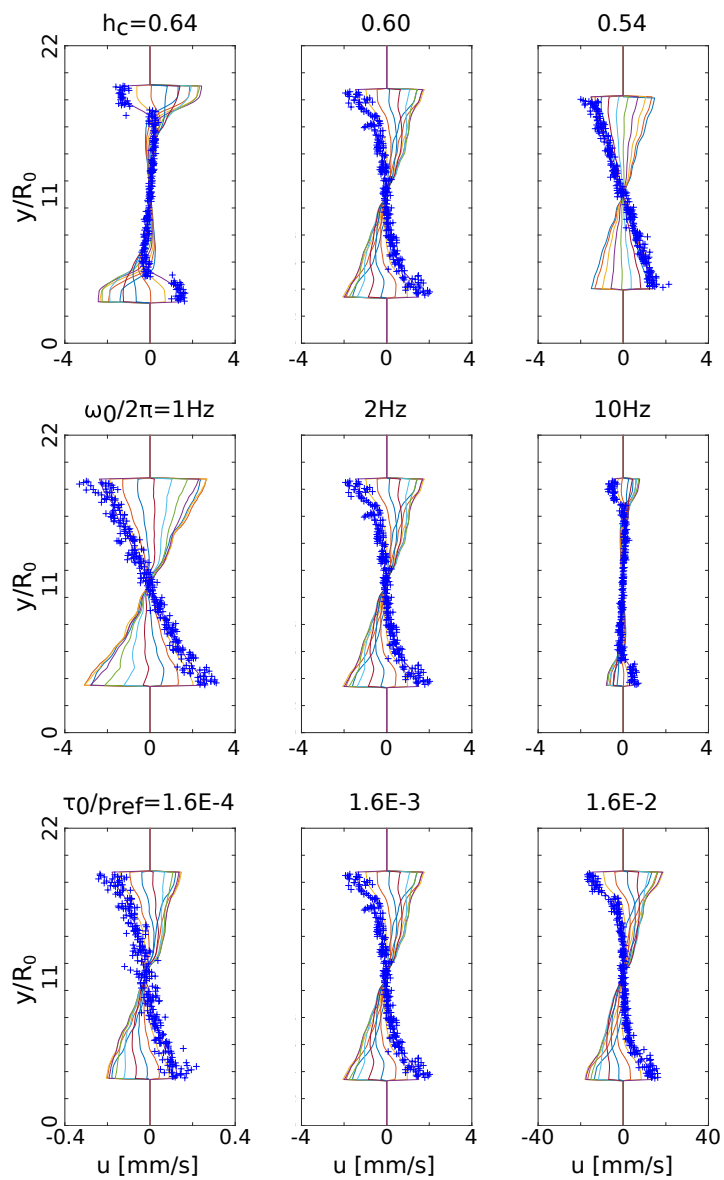 h_c=0.64 0.60 0.54
22 11 0
y/R_0
-4 0 4 -4 0 4 -4 0 4
ω_0/2π=1Hz 2Hz 10Hz
22 11 0
y/R_0
-4 0 4 -4 0 4 -4 0 4
τ_0/p_ref=1.6E-4 1.6E-3 1.6E-2
22 11 0
y/R_0
-0.4 0 0.4 -4 0 4 -40 0 40
u [mm/s] u [mm/s] u [mm/s]